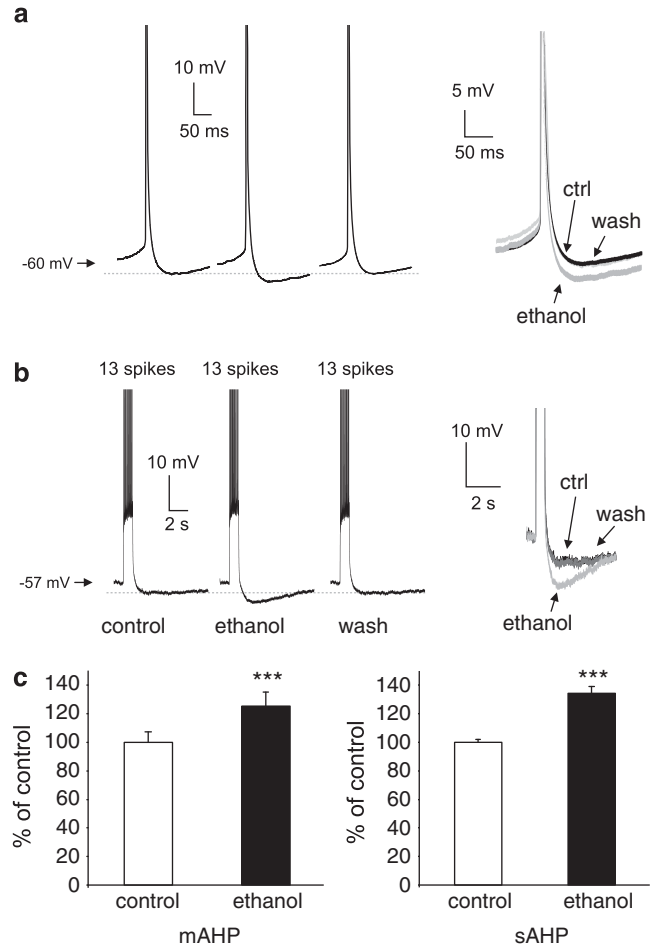 a
10 mV
50 ms
-60 mV
5 mV
50 ms
ctrl
wash
ethanol
b
13 spikes 13 spikes 13 spikes
10 mV
2 s
-57 mV
control ethanol wash
10 mV
2 s
ctrl
wash
ethanol
c
% of control
140
120
100
80
60
40
20
0
***
control ethanol
mAHP
% of control
140
120
100
80
60
40
20
0
***
control ethanol
sAHP